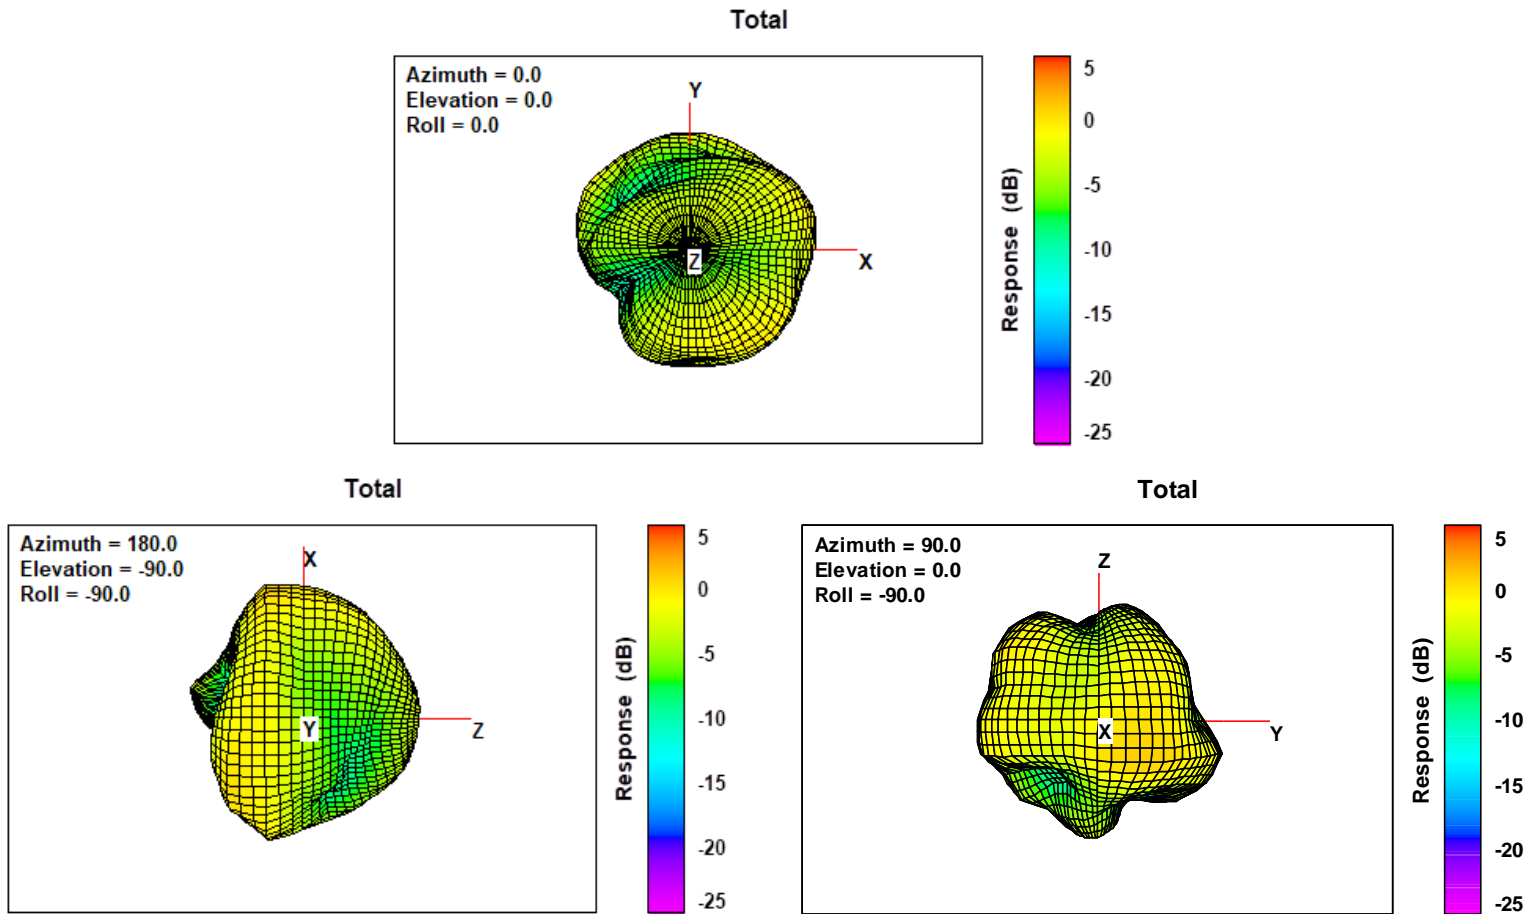 Total
Azimuth = 0.0
Elevation = 0.0
Roll = 0.0
Y
X
Z
Response (dB)
5
0
-5
-10
-15
-20
-25
Total
Azimuth = 180.0
Elevation = -90.0
Roll = -90.0
X
Y
Z
Response (dB)
5
0
-5
-10
-15
-20
-25
Total
Azimuth = 90.0
Elevation = 0.0
Roll = -90.0
Z
X
Y
Response (dB)
5
0
-5
-10
-15
-20
-25